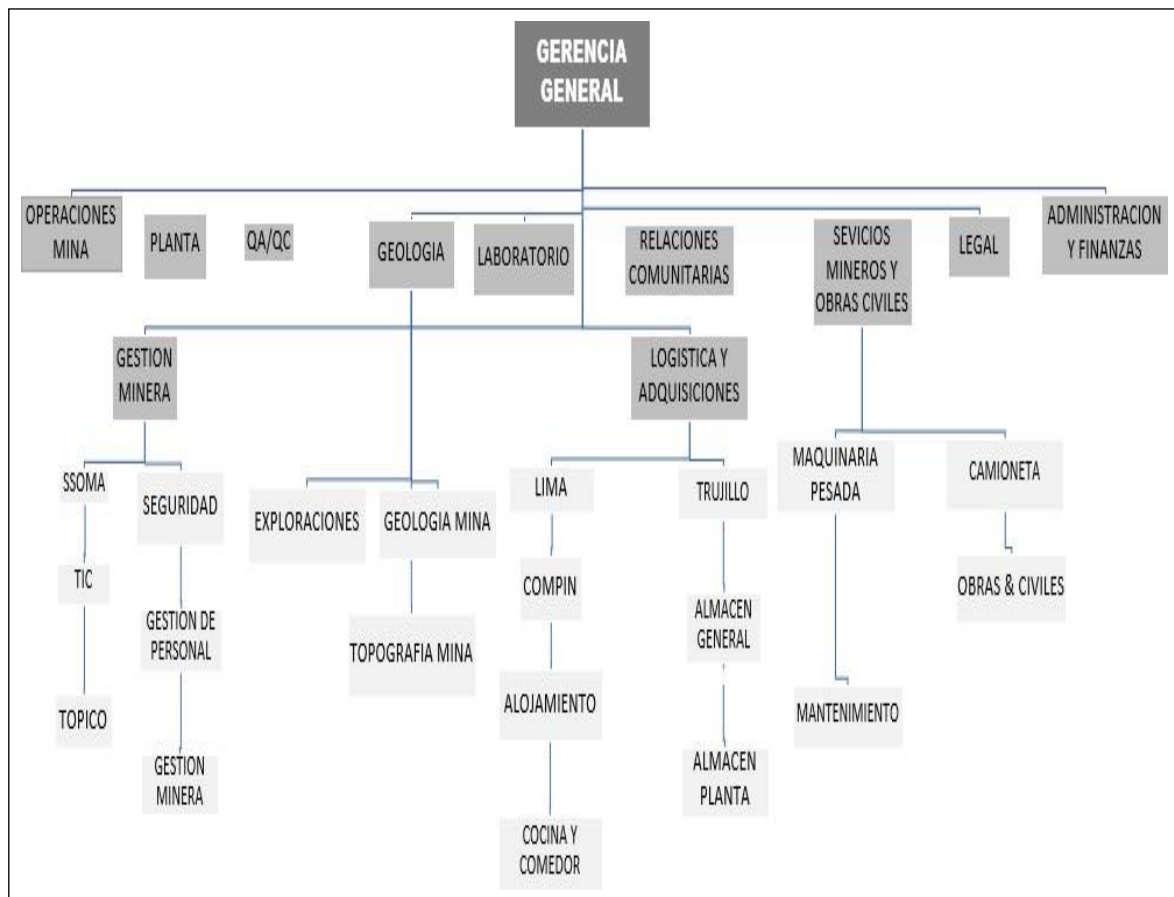 GERENCIA
GENERAL
OPERACIONES
MINA
PLANTA
QA/QC
GEOLOGIA
LABORATORIO
RELACIONES
COMUNITARIAS
SEVICIOS
MINEROS Y
OBRAS CIVILES
LEGAL
ADMINISTRACION
Y FINANZAS
GESTION
MINERA
LOGISTICA Y
ADQUISICIONES
SSOMA
SEGURIDAD
EXPLORACIONES
GEOLOGIA MINA
LIMA
TRUJILLO
MAQUINARIA
PESADA
CAMIONETA
TIC
GESTION DE
PERSONAL
TOPOGRAFIA MINA
COMPIN
ALMACEN
GENERAL
OBRAS & CIVILES
TOPICO
GESTION
MINERA
ALOJAMIENTO
ALMACEN
PLANTA
MANTENIMIENTO
COCINA Y
COMEDOR